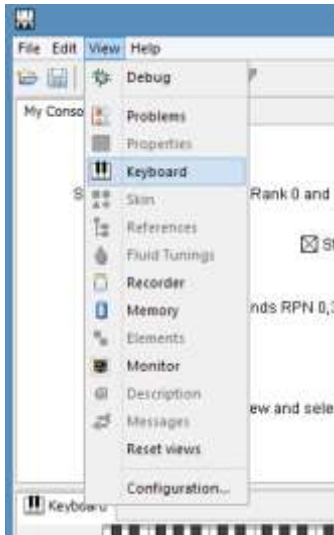 File Edit View Help
Debug
My Conso
Problems
Properties
Keyboard
Skin
Rank 0 and
References
Fluid Tunings
Recorder
Memory
nds RPN 0,
Elements
Monitor
Description
ew and sele
Messages
Reset views
Configuration...
Keyboard